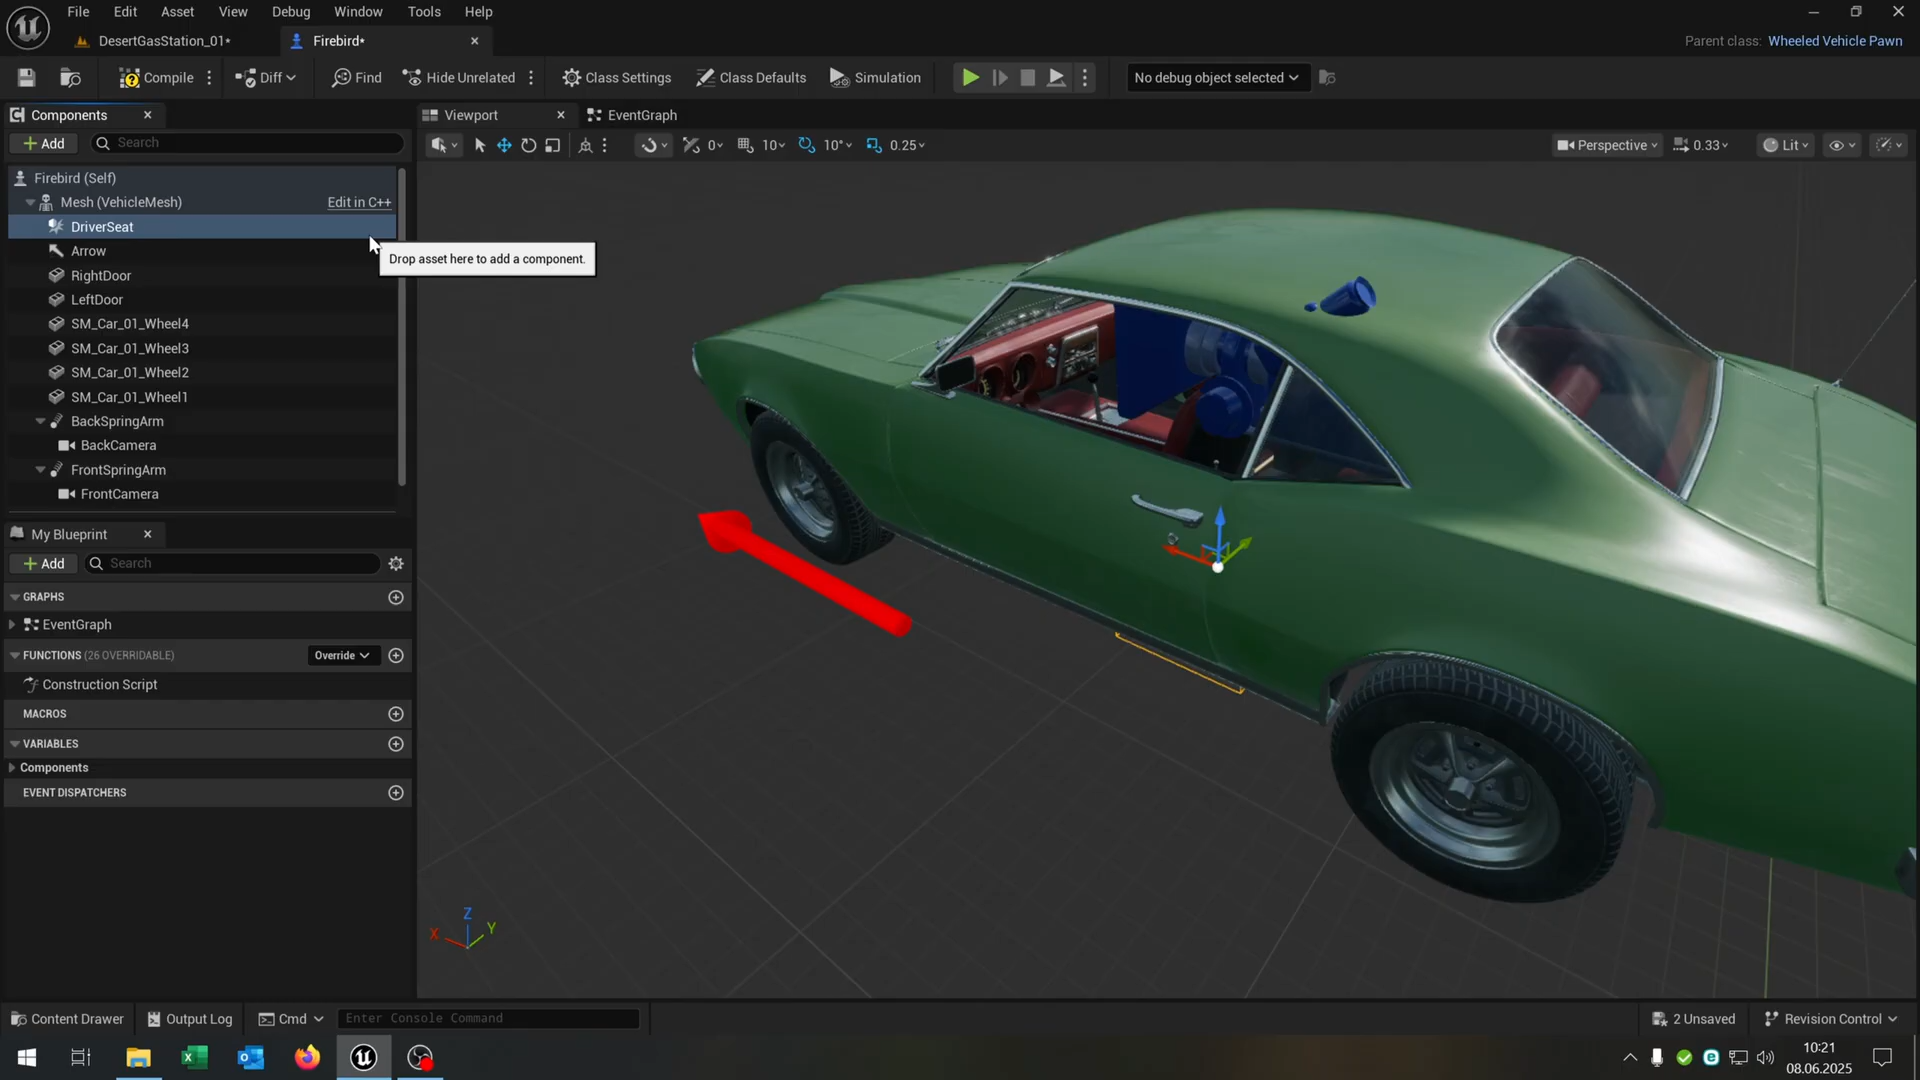 File Edit Asset View Debug Window Tools Help
DesertGasStation_01*
Firebird*
Parent class: Wheeled Vehicle Pawn
Compile Diff Find Hide Unrelated Class Settings Class Defaults Simulation No debug object selected
Components Viewport EventGraph
Add Search 0 10 10° 0.25 Perspective 0.33 Lit
Firebird (Self)
Mesh (VehicleMesh) Edit in C++
DriverSeat
Arrow
Drop asset here to add a component.
RightDoor
LeftDoor
SM_Car_01_Wheel4
SM_Car_01_Wheel3
SM_Car_01_Wheel2
SM_Car_01_Wheel1
BackSpringArm
BackCamera
FrontSpringArm
FrontCamera
My Blueprint
Add Search
GRAPHS
EventGraph
FUNCTIONS (26 OVERRIDABLE) Override
Construction Script
MACROS
VARIABLES
Components
EVENT DISPATCHERS
Z
X Y
Content Drawer Output Log Cmd Enter Console Command 2 Unsaved Revision Control
10:21
08.06.2025